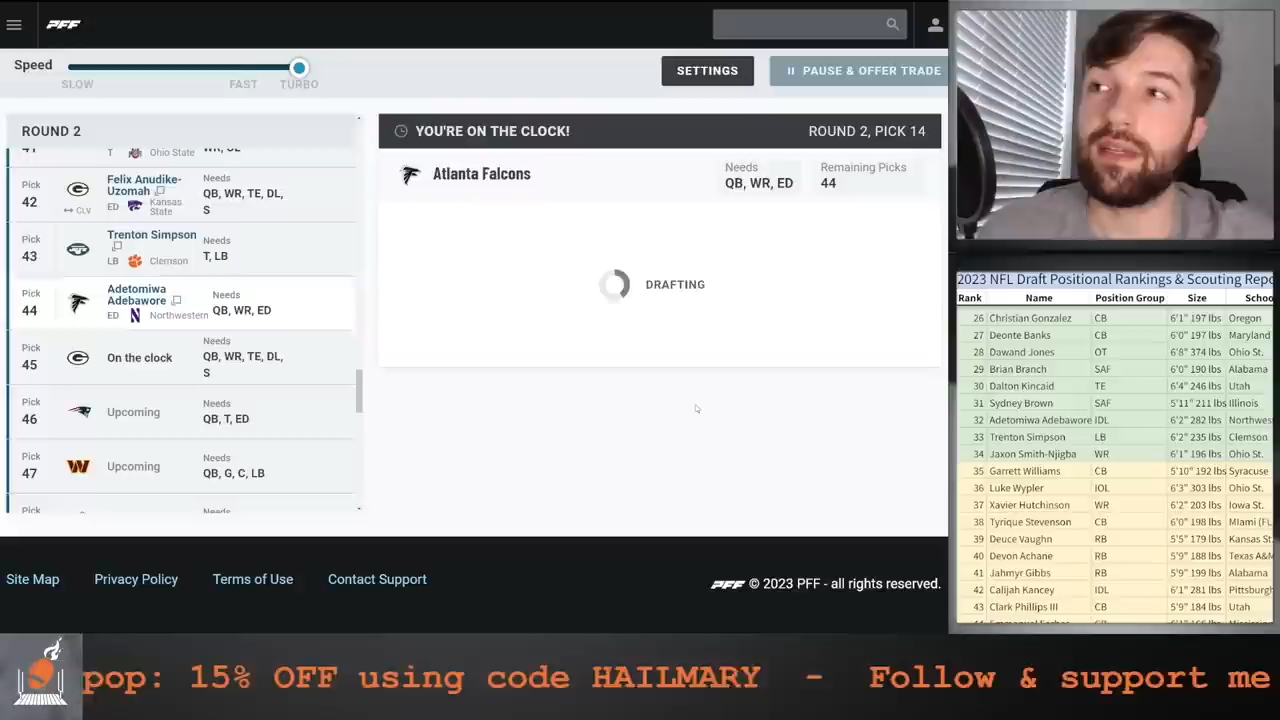 PFF
Speed
SLOW
FAST
TURBO
SETTINGS
PAUSE & OFFER TRADE
ROUND 2
41
T Ohio State WR, OL
Pick 42
CLV
Felix Anudike-Uzomah
ED Kansas State
Needs
QB, WR, TE, DL, S
Pick 43
Trenton Simpson
LB Clemson
Needs
T, LB
Pick 44
Adetomiwa Adebawore
ED Northwestern
Needs
QB, WR, ED
Pick 45
On the clock
Needs
QB, WR, TE, DL, S
Pick 46
Upcoming
Needs
QB, T, ED
Pick 47
Upcoming
Needs
QB, G, C, LB
Pick
Needs
YOU'RE ON THE CLOCK!
ROUND 2, PICK 14
Atlanta Falcons
Needs
QB, WR, ED
Remaining Picks
44
DRAFTING
Site Map
Privacy Policy
Terms of Use
Contact Support
PFF © 2023 PFF - all rights reserved.
2023 NFL Draft Positional Rankings & Scouting Repo
Rank Name Position Group Size Schoo
26 Christian Gonzalez CB 6'1" 197 lbs Oregon
27 Deonte Banks CB 6'0" 197 lbs Maryland
28 Dawand Jones OT 6'8" 374 lbs Ohio St.
29 Brian Branch SAF 6'0" 190 lbs Alabama
30 Dalton Kincaid TE 6'4" 246 lbs Utah
31 Sydney Brown SAF 5'11" 211 lbs Illinois
32 Adetomiwa Adebawore IDL 6'2" 282 lbs Northwes
33 Trenton Simpson LB 6'2" 235 lbs Clemson
34 Jaxon Smith-Njigba WR 6'1" 196 lbs Ohio St.
35 Garrett Williams CB 5'10" 192 lbs Syracuse
36 Luke Wypler IOL 6'3" 303 lbs Ohio St.
37 Xavier Hutchinson WR 6'2" 203 lbs Iowa St.
38 Tyrique Stevenson CB 6'0" 198 lbs MIami (FL
39 Deuce Vaughn RB 5'5" 179 lbs Kansas St
40 Devon Achane RB 5'9" 188 lbs Texas A&M
41 Jahmyr Gibbs RB 5'9" 199 lbs Alabama
42 Calijah Kancey IDL 6'1" 281 lbs Pittsburgh
43 Clark Phillips III CB 5'9" 184 lbs Utah
pop: 15% OFF using code HAILMARY - Follow & support me